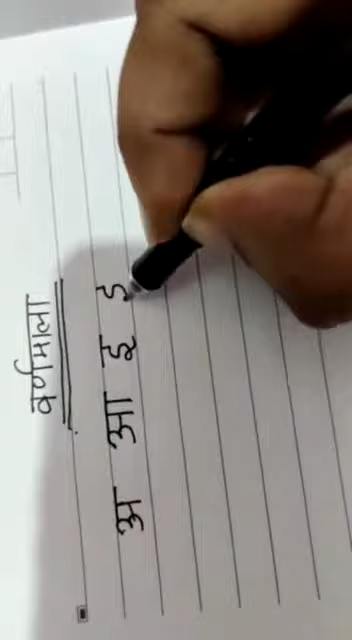 वर्णमाला
अ आ इ इ